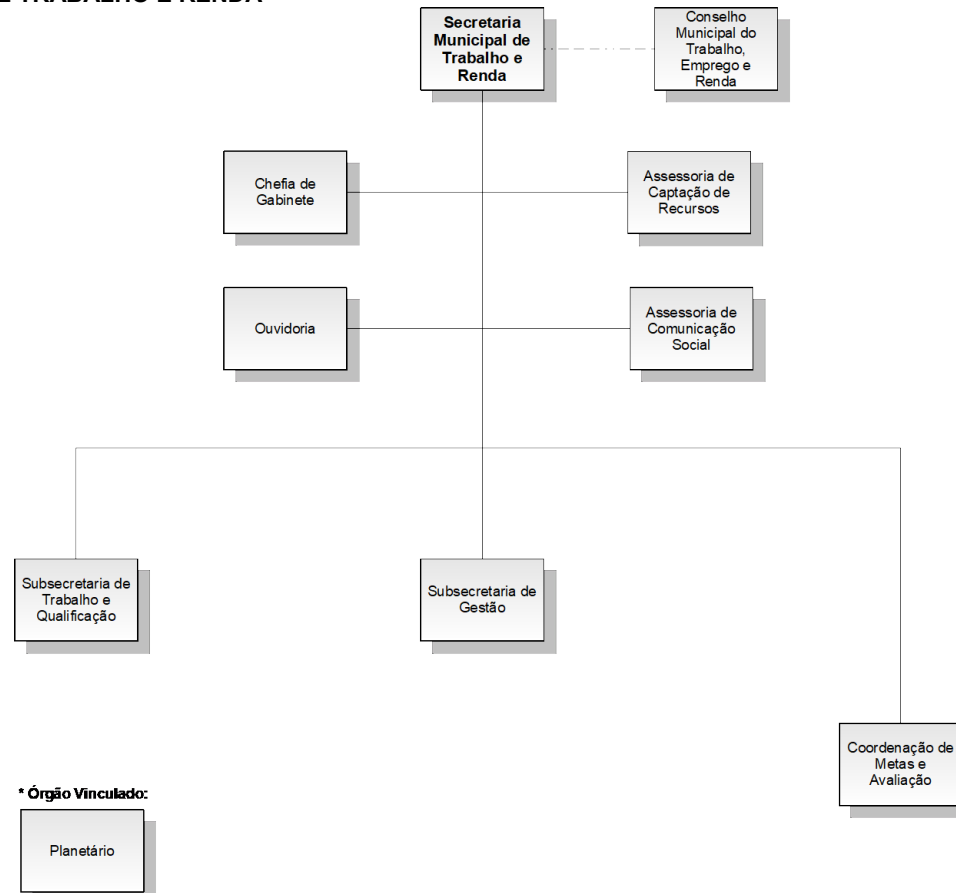 E TRABALHO E RENDA
Secretaria
Municipal de
Trabalho e
Renda
Conselho
Municipal do
Trabalho,
Emprego e
Renda
Chefia de
Gabinete
Assessoria de
Captação de
Recursos
Ouvidoria
Assessoria de
Comunicação
Social
Subsecretaria de
Trabalho e
Qualificação
Subsecretaria de
Gestão
Coordenação de
Metas e
Avaliação
* Órgão Vinculado:
Planetário